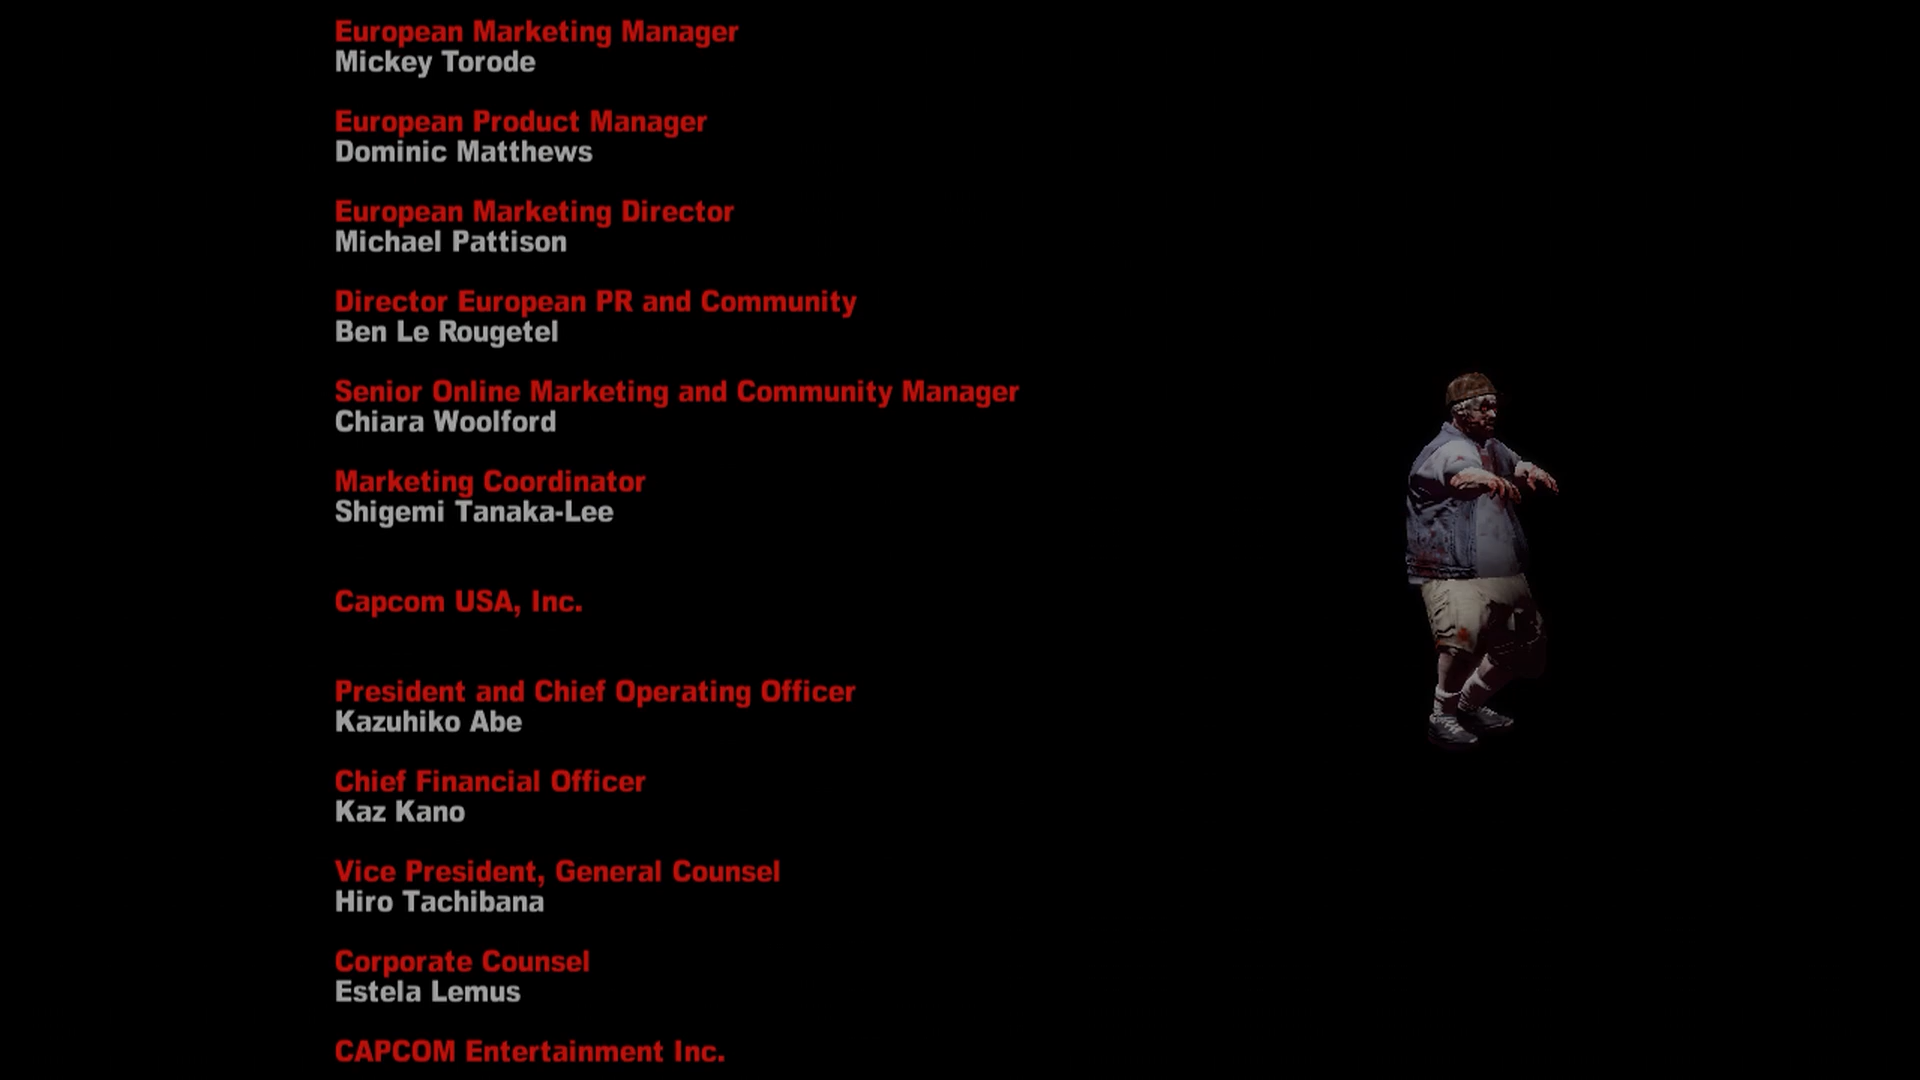 European Marketing Manager
Mickey Torode
European Product Manager
Dominic Matthews
European Marketing Director
Michael Pattison
Director European PR and Community
Ben Le Rougetel
Senior Online Marketing and Community Manager
Chiara Woolford
Marketing Coordinator
Shigemi Tanaka-Lee
Capcom USA, Inc.
President and Chief Operating Officer
Kazuhiko Abe
Chief Financial Officer
Kaz Kano
Vice President, General Counsel
Hiro Tachibana
Corporate Counsel
Estela Lemus
CAPCOM Entertainment Inc.